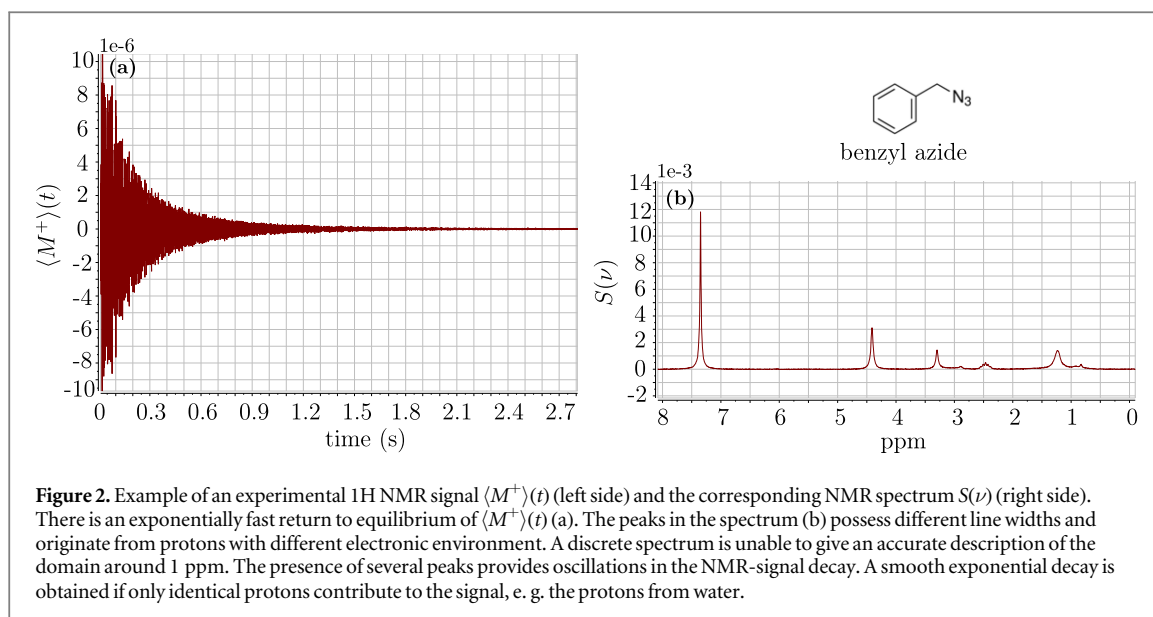 1e-6
(a)
10
8
6
4
2
0
-2
-4
-6
-8
-10
⟨M⁺⟩(t)
0 0.3 0.6 0.9 1.2 1.5 1.8 2.1 2.4 2.7
time (s)
N₃
benzyl azide
1e-3
(b)
14
12
10
8
6
4
2
0
-2
S(ν)
8 7 6 5 4 3 2 1 0
ppm
Figure 2. Example of an experimental 1H NMR signal ⟨M⁺⟩(t) (left side) and the corresponding NMR spectrum S(ν) (right side).
There is an exponentially fast return to equilibrium of ⟨M⁺⟩(t) (a). The peaks in the spectrum (b) possess different line widths and
originate from protons with different electronic environment. A discrete spectrum is unable to give an accurate description of the
domain around 1 ppm. The presence of several peaks provides oscillations in the NMR-signal decay. A smooth exponential decay is
obtained if only identical protons contribute to the signal, e. g. the protons from water.